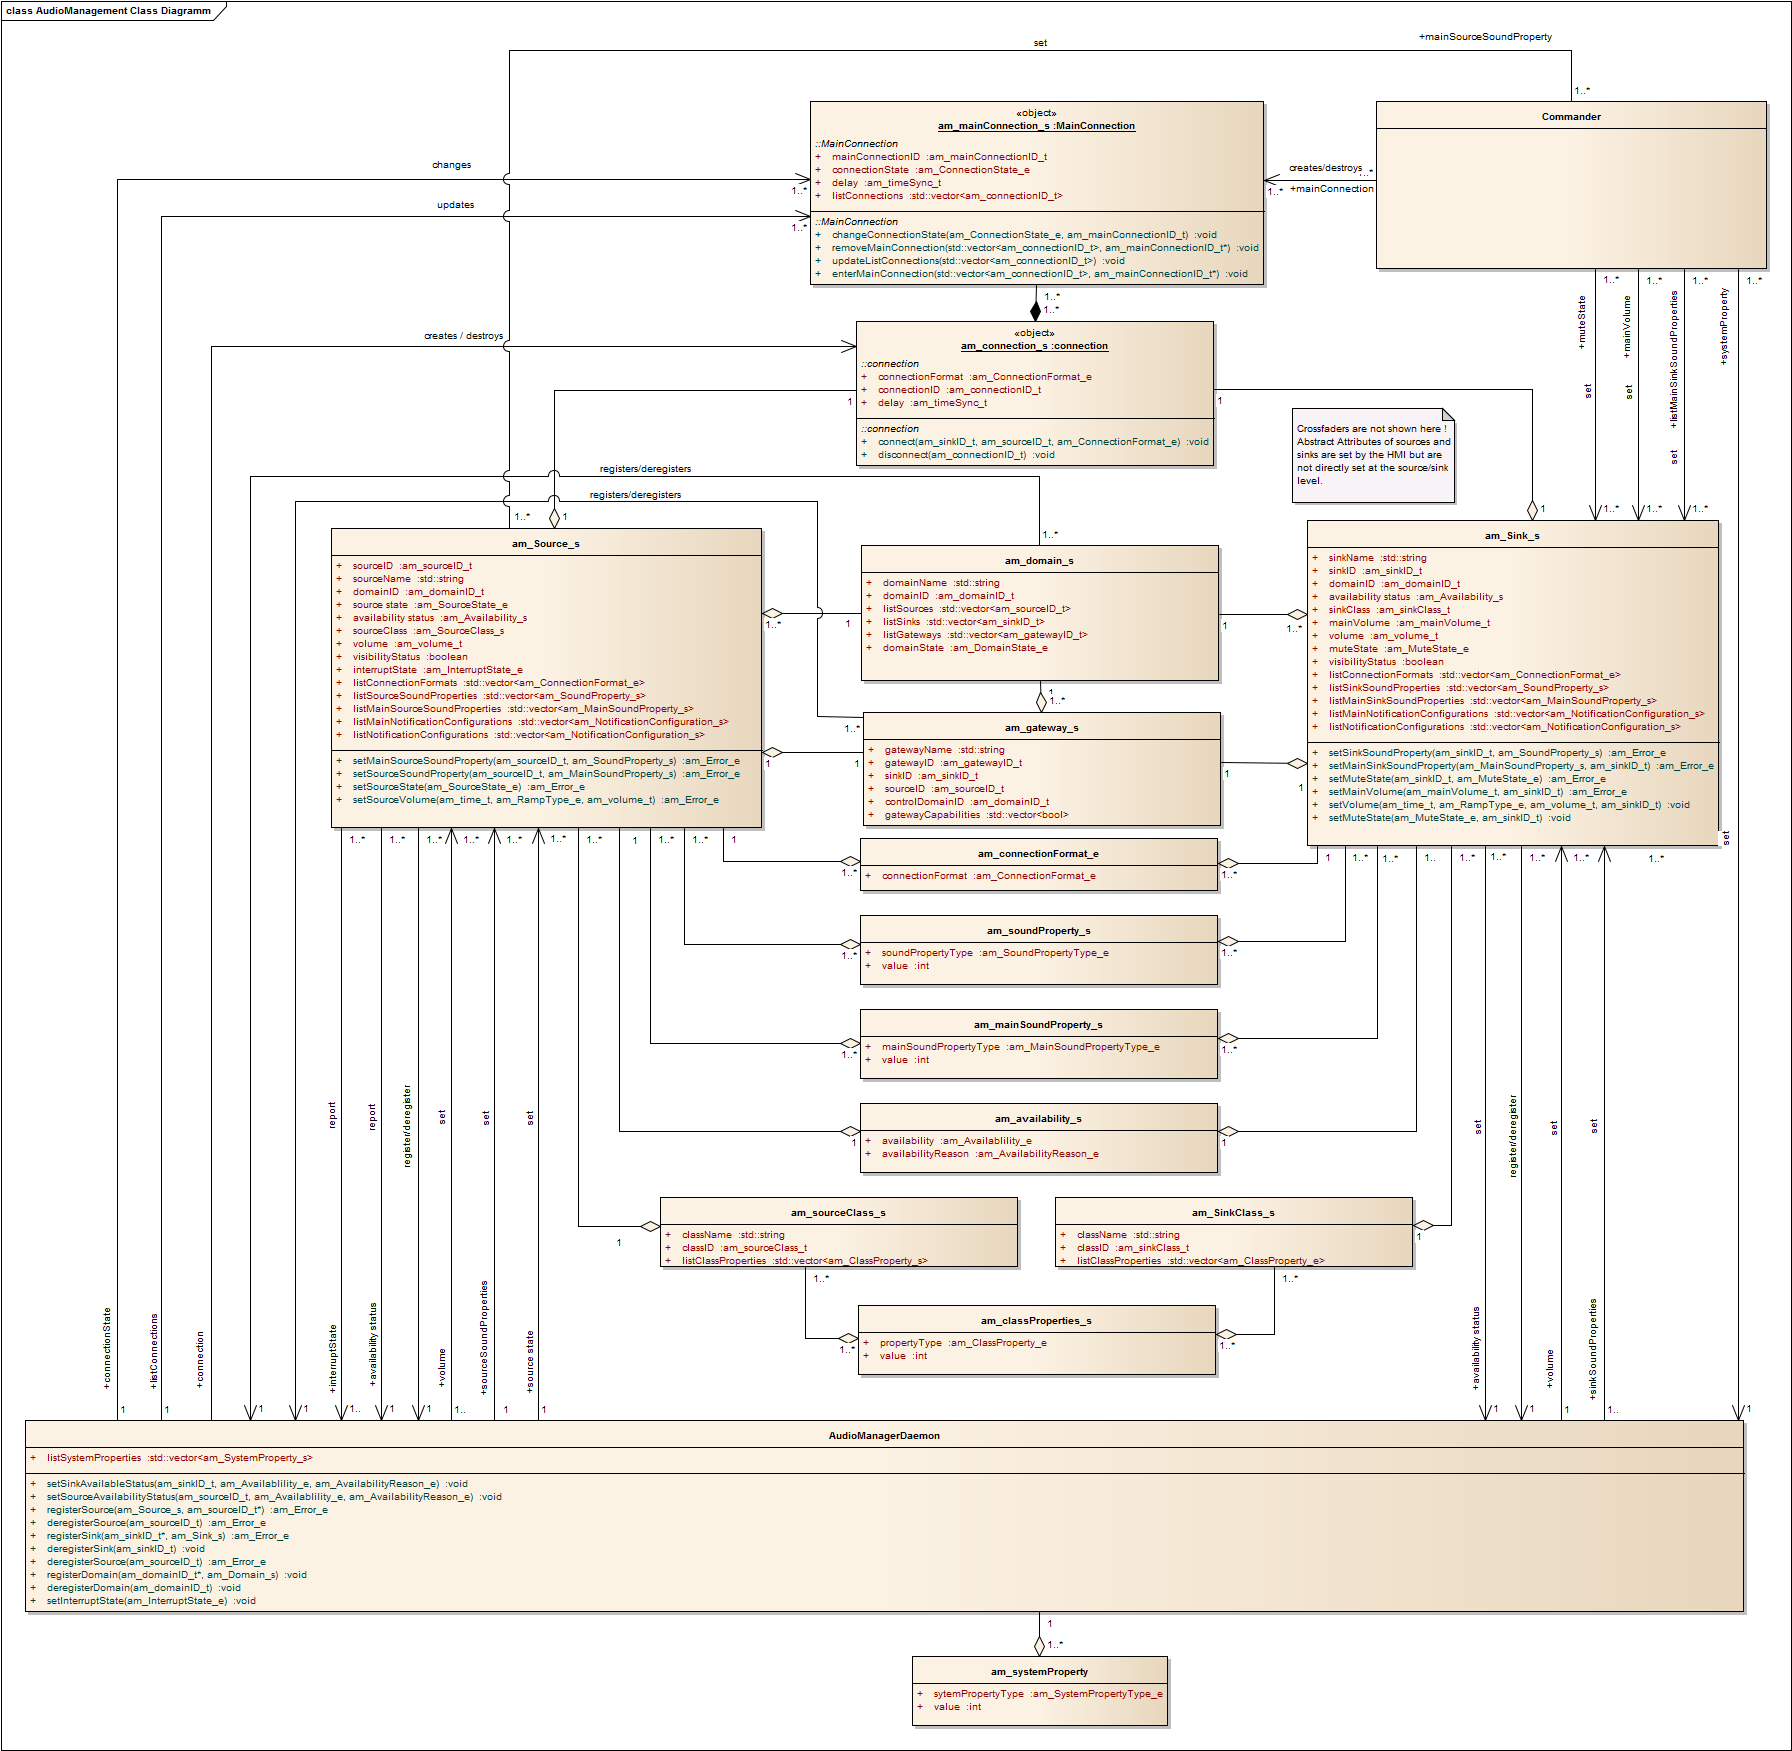 class AudioManagement Class Diagramm
set
+mainSourceSoundProperty
1..*
«object»
am_mainConnection_s :MainConnection
::MainConnection
+ mainConnectionID :am_mainConnectionID_t
+ connectionState :am_ConnectionState_e
+ delay :am_timeSync_t
+ listConnections :std::vector<am_connectionID_t>
::MainConnection
+ changeConnectionState(am_ConnectionState_e, am_mainConnectionID_t) :void
+ removeMainConnection(std::vector<am_connectionID_t>, am_mainConnectionID_t*) :void
+ updateListConnections(std::vector<am_connectionID_t>) :void
+ enterMainConnection(std::vector<am_connectionID_t>, am_mainConnectionID_t*) :void
Commander
changes
1..*
updates
1..*
creates/destroys
..*
1..*
+mainConnection
1..*
1..*
creates / destroys
«object»
am_connection_s :connection
::connection
+ connectionFormat :am_ConnectionFormat_e
+ connectionID :am_connectionID_t
+ delay :am_timeSync_t
::connection
+ connect(am_sinkID_t, am_sourceID_t, am_ConnectionFormat_e) :void
+ disconnect(am_connectionID_t) :void
1
1
1..*
1..*
1..*
1..*
+muteState
+mainVolume
+listMainSinkSoundProperties
+systemProperty
set
set
set
Crossfaders are not shown here !
Abstract Attributes of sources and
sinks are set by the HMI but are
not directly set at the source/sink
level.
registers/deregisters
registers/deregisters
1..*
1
1..*
1
1..*
1..*
1..*
am_Source_s
+ sourceID :am_sourceID_t
+ sourceName :std::string
+ domainID :am_domainID_t
+ source state :am_SourceState_e
+ availability status :am_Availability_s
+ sourceClass :am_SourceClass_s
+ volume :am_volume_t
+ visibilityStatus :boolean
+ interruptState :am_InterruptState_e
+ listConnectionFormats :std::vector<am_ConnectionFormat_e>
+ listSourceSoundProperties :std::vector<am_SoundProperty_s>
+ listMainSourceSoundProperties :std::vector<am_MainSoundProperty_s>
+ listMainNotificationConfigurations :std::vector<am_NotificationConfiguration_s>
+ listNotificationConfigurations :std::vector<am_NotificationConfiguration_s>
+ setMainSourceSoundProperty(am_sourceID_t, am_SoundProperty_s) :am_Error_e
+ setSourceSoundProperty(am_sourceID_t, am_MainSoundProperty_s) :am_Error_e
+ setSourceState(am_SourceState_e) :am_Error_e
+ setSourceVolume(am_time_t, am_RampType_e, am_volume_t) :am_Error_e
am_domain_s
+ domainName :std::string
+ domainID :am_domainID_t
+ listSources :std::vector<am_sourceID_t>
+ listSinks :std::vector<am_sinkID_t>
+ listGateways :std::vector<am_gatewayID_t>
+ domainState :am_DomainState_e
am_Sink_s
+ sinkName :std::string
+ sinkID :am_sinkID_t
+ domainID :am_domainID_t
+ availability status :am_Availability_s
+ sinkClass :am_sinkClass_t
+ mainVolume :am_mainVolume_t
+ volume :am_volume_t
+ muteState :am_MuteState_e
+ visibilityStatus :boolean
+ listConnectionFormats :std::vector<am_ConnectionFormat_e>
+ listSinkSoundProperties :std::vector<am_SoundProperty_s>
+ listMainSinkSoundProperties :std::vector<am_MainSoundProperty_s>
+ listMainNotificationConfigurations :std::vector<am_NotificationConfiguration_s>
+ listNotificationConfigurations :std::vector<am_NotificationConfiguration_s>
+ setSinkSoundProperty(am_sinkID_t, am_SoundProperty_s) :am_Error_e
+ setMainSinkSoundProperty(am_MainSoundProperty_s, am_sinkID_t) :am_Error_e
+ setMuteState(am_sinkID_t, am_MuteState_e) :am_Error_e
+ setMainVolume(am_mainVolume_t, am_sinkID_t) :am_Error_e
+ setVolume(am_time_t, am_RampType_e, am_volume_t, am_sinkID_t) :void
+ setMuteState(am_MuteState_e, am_sinkID_t) :void
1..*
1
1
1..*
1
1..*
1..*
am_gateway_s
+ gatewayName :std::string
+ gatewayID :am_gatewayID_t
+ sinkID :am_sinkID_t
+ sourceID :am_sourceID_t
+ controlDomainID :am_domainID_t
+ gatewayCapabilities :std::vector<bool>
1
1
1
1
1..*
1..*
1..*
1..*
1..*
1..*
1..*
1
1..*
1..*
1
am_connectionFormat_e
+ connectionFormat :am_ConnectionFormat_e
1..*
1..*
1
1..*
1..*
1..
1..*
1..*
1..*
1..*
1..*
set
am_soundProperty_s
+ soundPropertyType :am_SoundPropertyType_e
+ value :int
1..*
1..*
am_mainSoundProperty_s
+ mainSoundPropertyType :am_MainSoundPropertyType_e
+ value :int
1..*
1..*
am_availability_s
+ availability :am_Availablility_e
+ availabilityReason :am_AvailabilityReason_e
1
1
report
report
register/deregister
set
set
set
set
register/deregister
set
set
am_sourceClass_s
+ className :std::string
+ classID :am_sourceClass_t
+ listClassProperties :std::vector<am_ClassProperty_s>
1
am_SinkClass_s
+ className :std::string
+ classID :am_sinkClass_t
+ listClassProperties :std::vector<am_ClassProperty_e>
1
1..*
1..*
am_classProperties_s
+ propertyType :am_ClassProperty_e
+ value :int
1..*
1..*
+connectionState
+listConnections
+connection
+interruptState
+availability status
+volume
+sourceSoundProperties
+source state
+availability status
+volume
+sinkSoundProperties
1
1
1
1
1..
1
1
1..
1
1
1
1
1
1..
1
AudioManagerDaemon
+ listSystemProperties :std::vector<am_SystemProperty_s>
+ setSinkAvailableStatus(am_sinkID_t, am_Availablility_e, am_AvailabilityReason_e) :void
+ setSourceAvailabilityStatus(am_sourceID_t, am_Availablility_e, am_AvailabilityReason_e) :void
+ registerSource(am_Source_s, am_sourceID_t*) :am_Error_e
+ deregisterSource(am_sourceID_t) :am_Error_e
+ registerSink(am_sinkID_t*, am_Sink_s) :am_Error_e
+ deregisterSink(am_sinkID_t) :void
+ deregisterSource(am_sourceID_t) :am_Error_e
+ registerDomain(am_domainID_t*, am_Domain_s) :void
+ deregisterDomain(am_domainID_t) :void
+ setInterruptState(am_InterruptState_e) :void
1
1..*
am_systemProperty
+ sytemPropertyType :am_SystemPropertyType_e
+ value :int